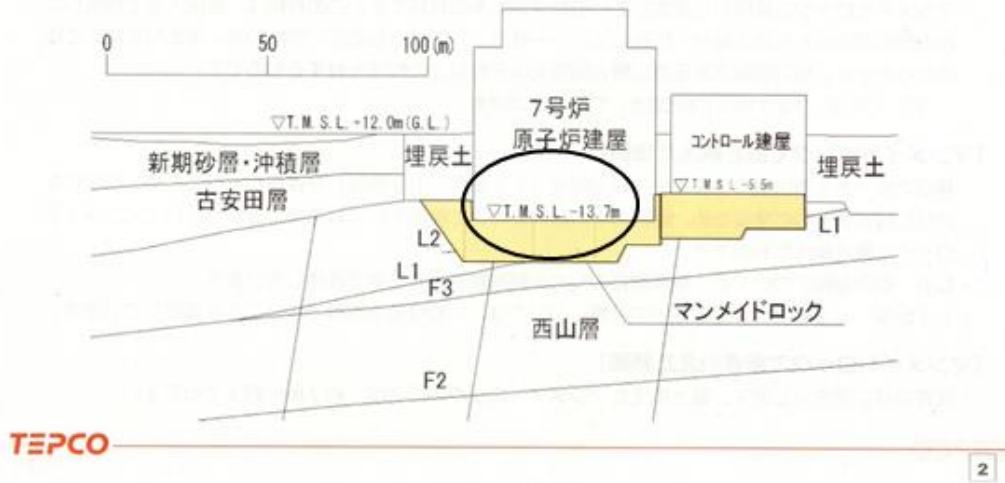 0 50 100(m)
7号炉
原子炉建屋
コントロール建屋
▽T.M.S.L.-12.0m(G.L.)
新期砂層・沖積層
埋戻土
埋戻土
古安田層
▽T.M.S.L.-5.5m
▽T.M.S.L.-13.7m
L2
L1
L1
F3
西山層
マンメイドロック
F2
TEPCO
2